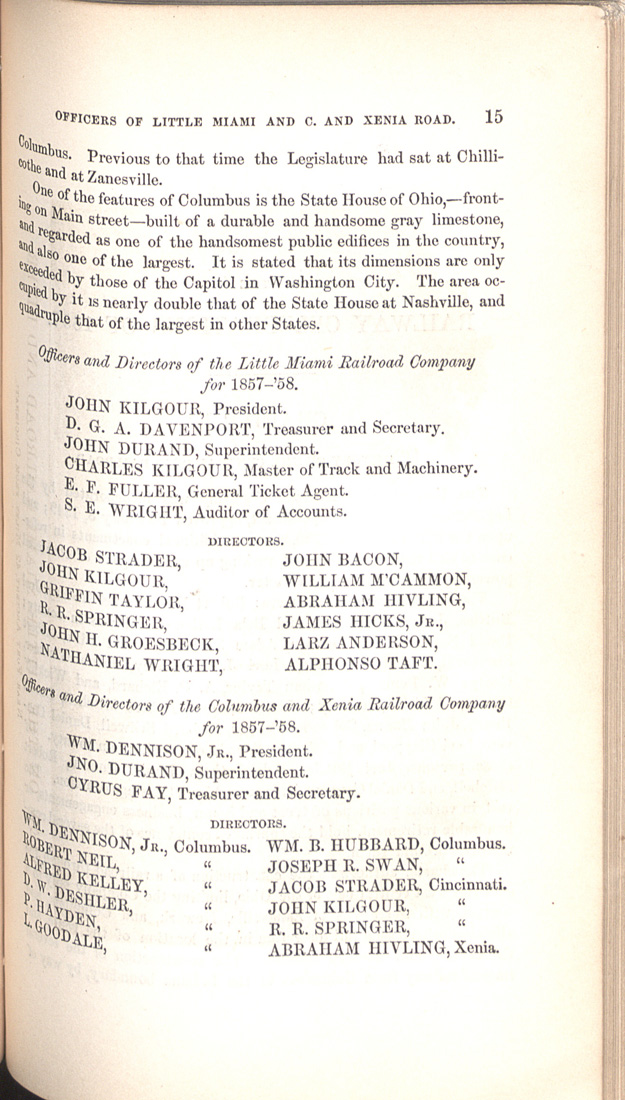 OFFICERS OF LITTLE MIAMI AND C. AND XENIA ROAD. 15
Columbus. Previous to that time the Legislature had sat at Chilli-
cothe and at Zanesville.
One of the features of Columbus is the State House of Ohio,—front-
ing on Main street—built of a durable and handsome gray limestone,
and regarded as one of the handsomest public edifices in the country,
and also one of the largest. It is stated that its dimensions are only
exceeded by those of the Capitol in Washington City. The area oc-
cupied by it is nearly double that of the State House at Nashville, and
quadruple that of the largest in other States.
Officers and Directors of the Little Miami Railroad Company
for 1857–'58.
JOHN KILGOUR, President.
D. G. A. DAVENPORT, Treasurer and Secretary.
JOHN DURAND, Superintendent.
CHARLES KILGOUR, Master of Track and Machinery.
E. F. FULLER, General Ticket Agent.
S. E. WRIGHT, Auditor of Accounts.
DIRECTORS.
JACOB STRADER, JOHN BACON,
JOHN KILGOUR, WILLIAM M'CAMMON,
GRIFFIN TAYLOR, ABRAHAM HIVLING,
R. R. SPRINGER, JAMES HICKS, JR.,
JOHN H. GROESBECK, LARZ ANDERSON,
NATHANIEL WRIGHT, ALPHONSO TAFT.
Officers and Directors of the Columbus and Xenia Railroad Company
for 1857–'58.
WM. DENNISON, JR., President.
JNO. DURAND, Superintendent.
CYRUS FAY, Treasurer and Secretary.
DIRECTORS.
WM. DENNISON, JR., Columbus. WM. B. HUBBARD, Columbus.
ROBERT NEIL, “ JOSEPH R. SWAN, “
ALFRED KELLEY, “ JACOB STRADER, Cincinnati.
D. W. DESHLER, “ JOHN KILGOUR, “
P. HAYDEN, “ R. R. SPRINGER, “
L. GOODALE, “ ABRAHAM HIVLING, Xenia.